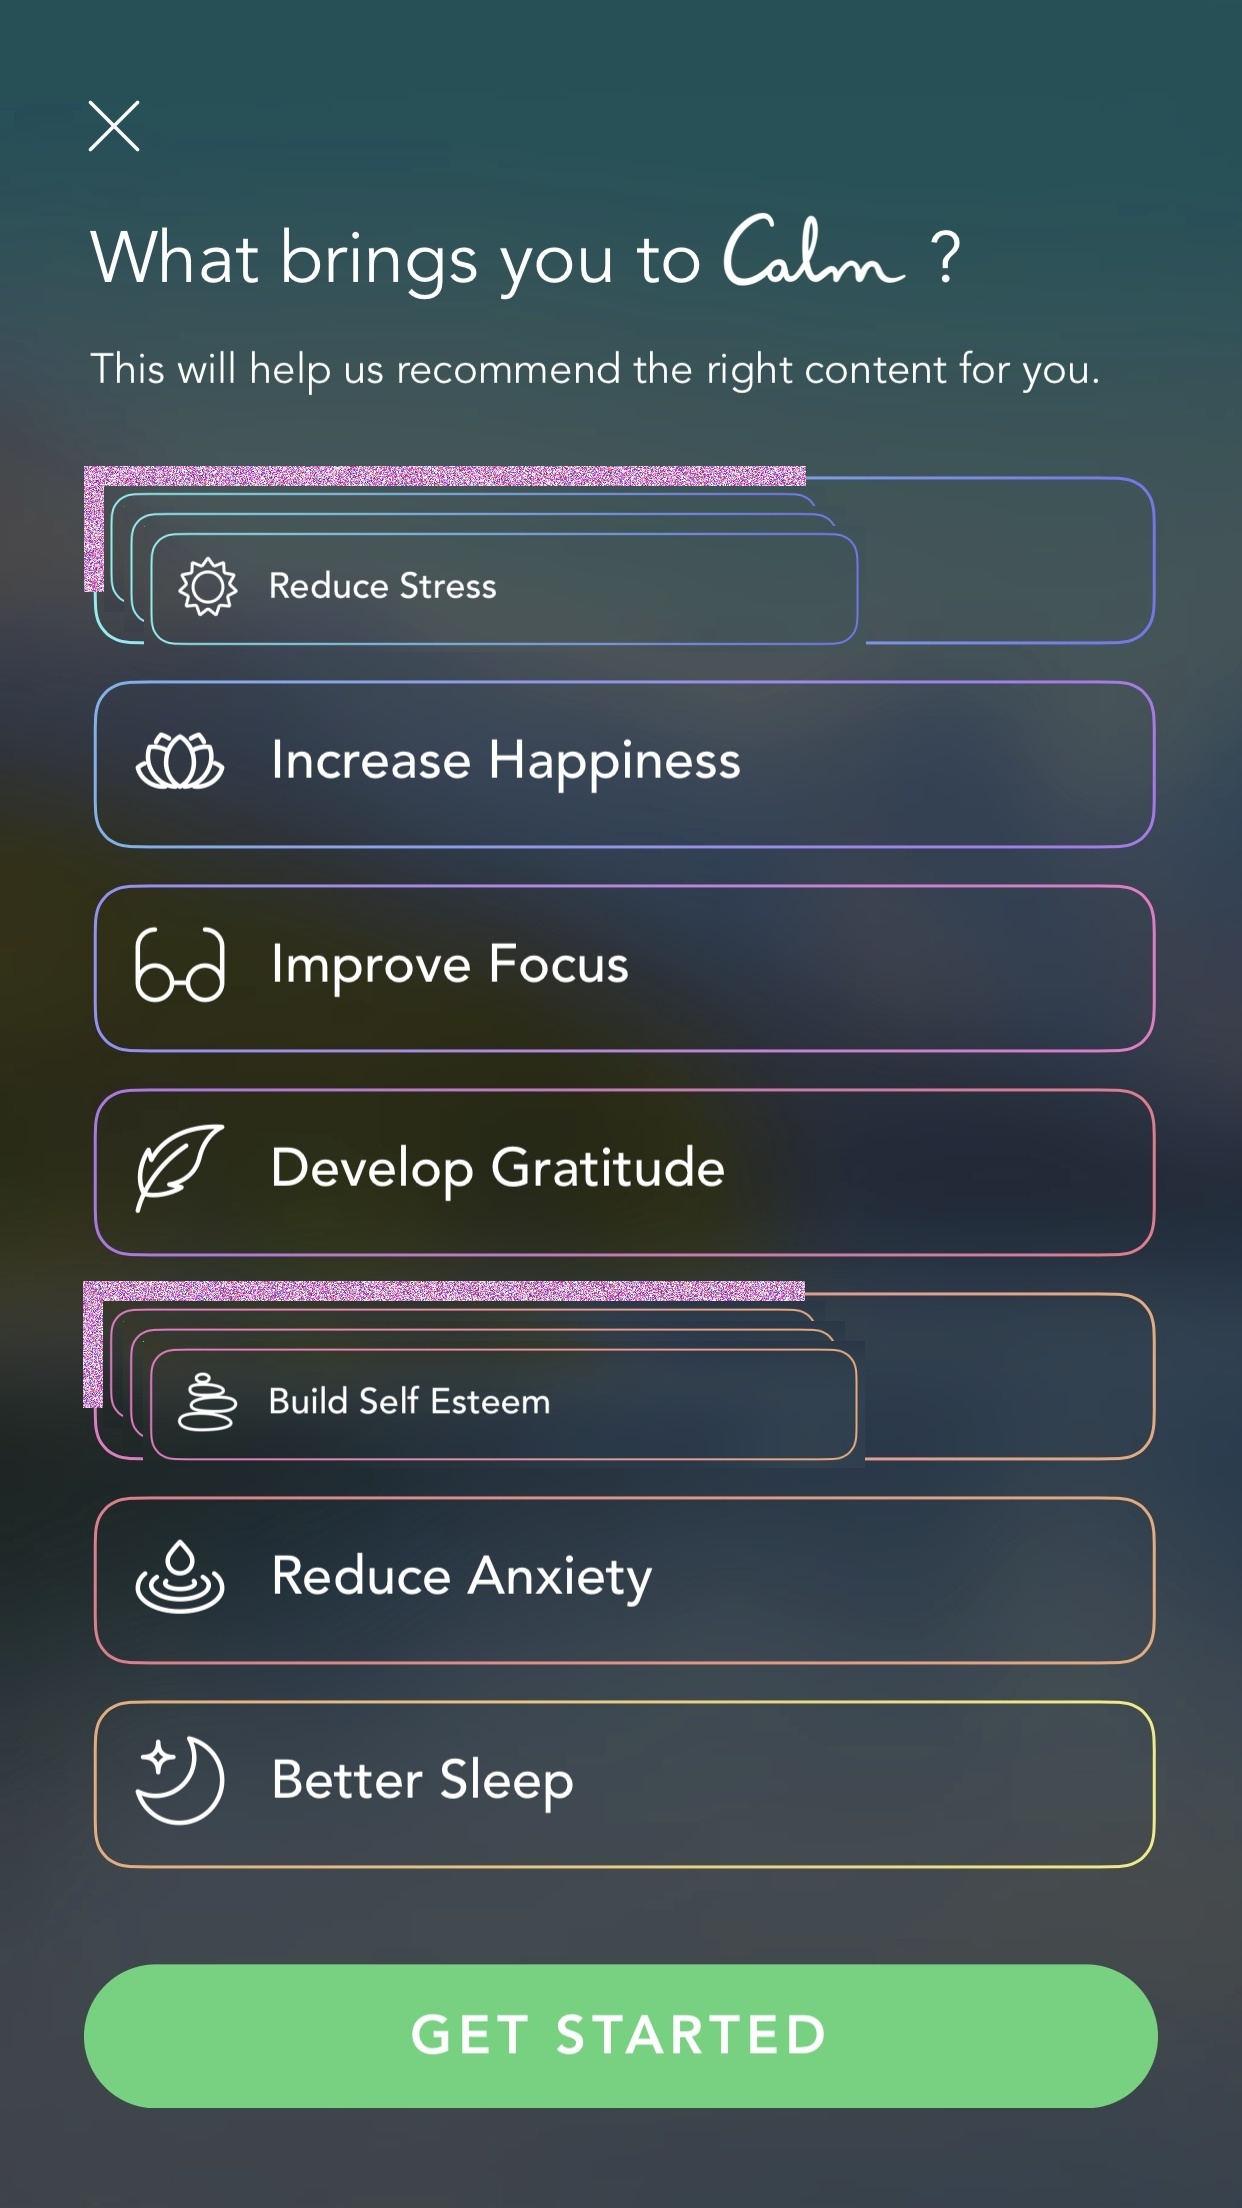 What brings you to Calm ?
This will help us recommend the right content for you.
Reduce Stress
Increase Happiness
Improve Focus
Develop Gratitude
Build Self Esteem
Reduce Anxiety
Better Sleep
GET STARTED